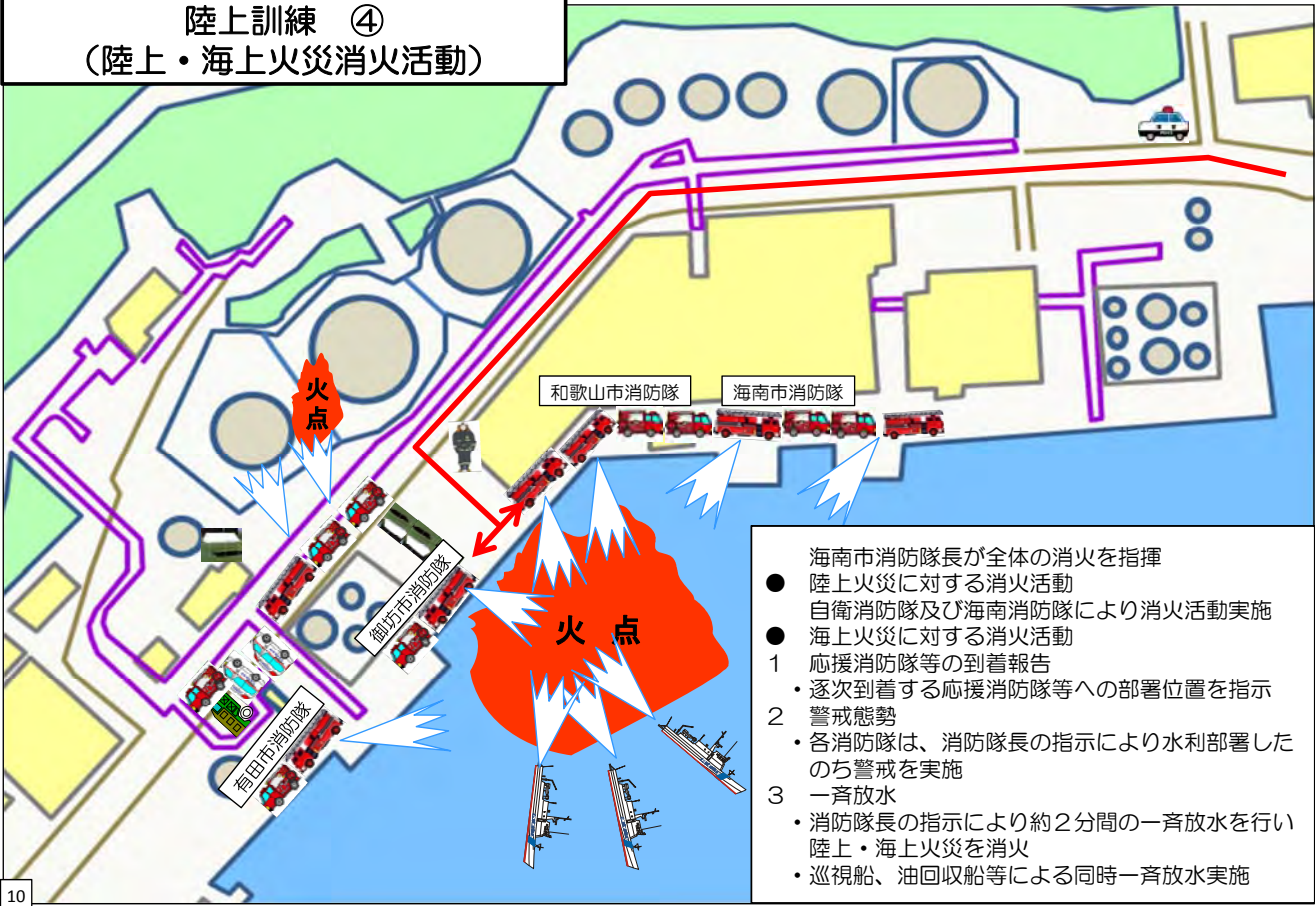 陸上訓練　④
（陸上・海上火災消火活動）
火
点
和歌山市消防隊
海南市消防隊
御坊市消防隊
火　点
有田市消防隊
海南市消防隊長が全体の消火を指揮
●　陸上火災に対する消火活動
自衛消防隊及び海南消防隊により消火活動実施
●　海上火災に対する消火活動
１　応援消防隊等の到着報告
・逐次到着する応援消防隊等への部署位置を指示
２　警戒態勢
・各消防隊は、消防隊長の指示により水利部署した
のち警戒を実施
３　一斉放水
・消防隊長の指示により約２分間の一斉放水を行い
陸上・海上火災を消火
・巡視船、油回収船等による同時一斉放水実施
10